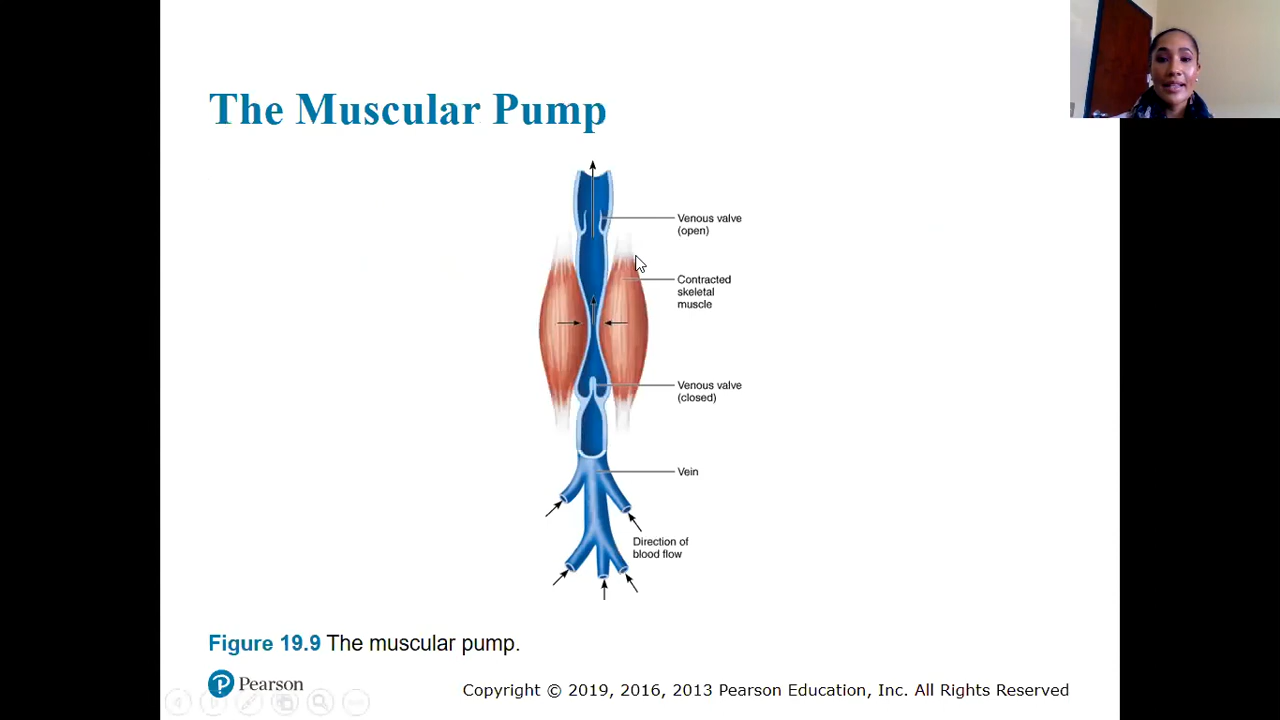 The Muscular Pump
Venous valve
(open)
Contracted
skeletal
muscle
Venous valve
(closed)
Vein
Direction of
blood flow
Figure 19.9 The muscular pump.
Pearson
Copyright © 2019, 2016, 2013 Pearson Education, Inc. All Rights Reserved